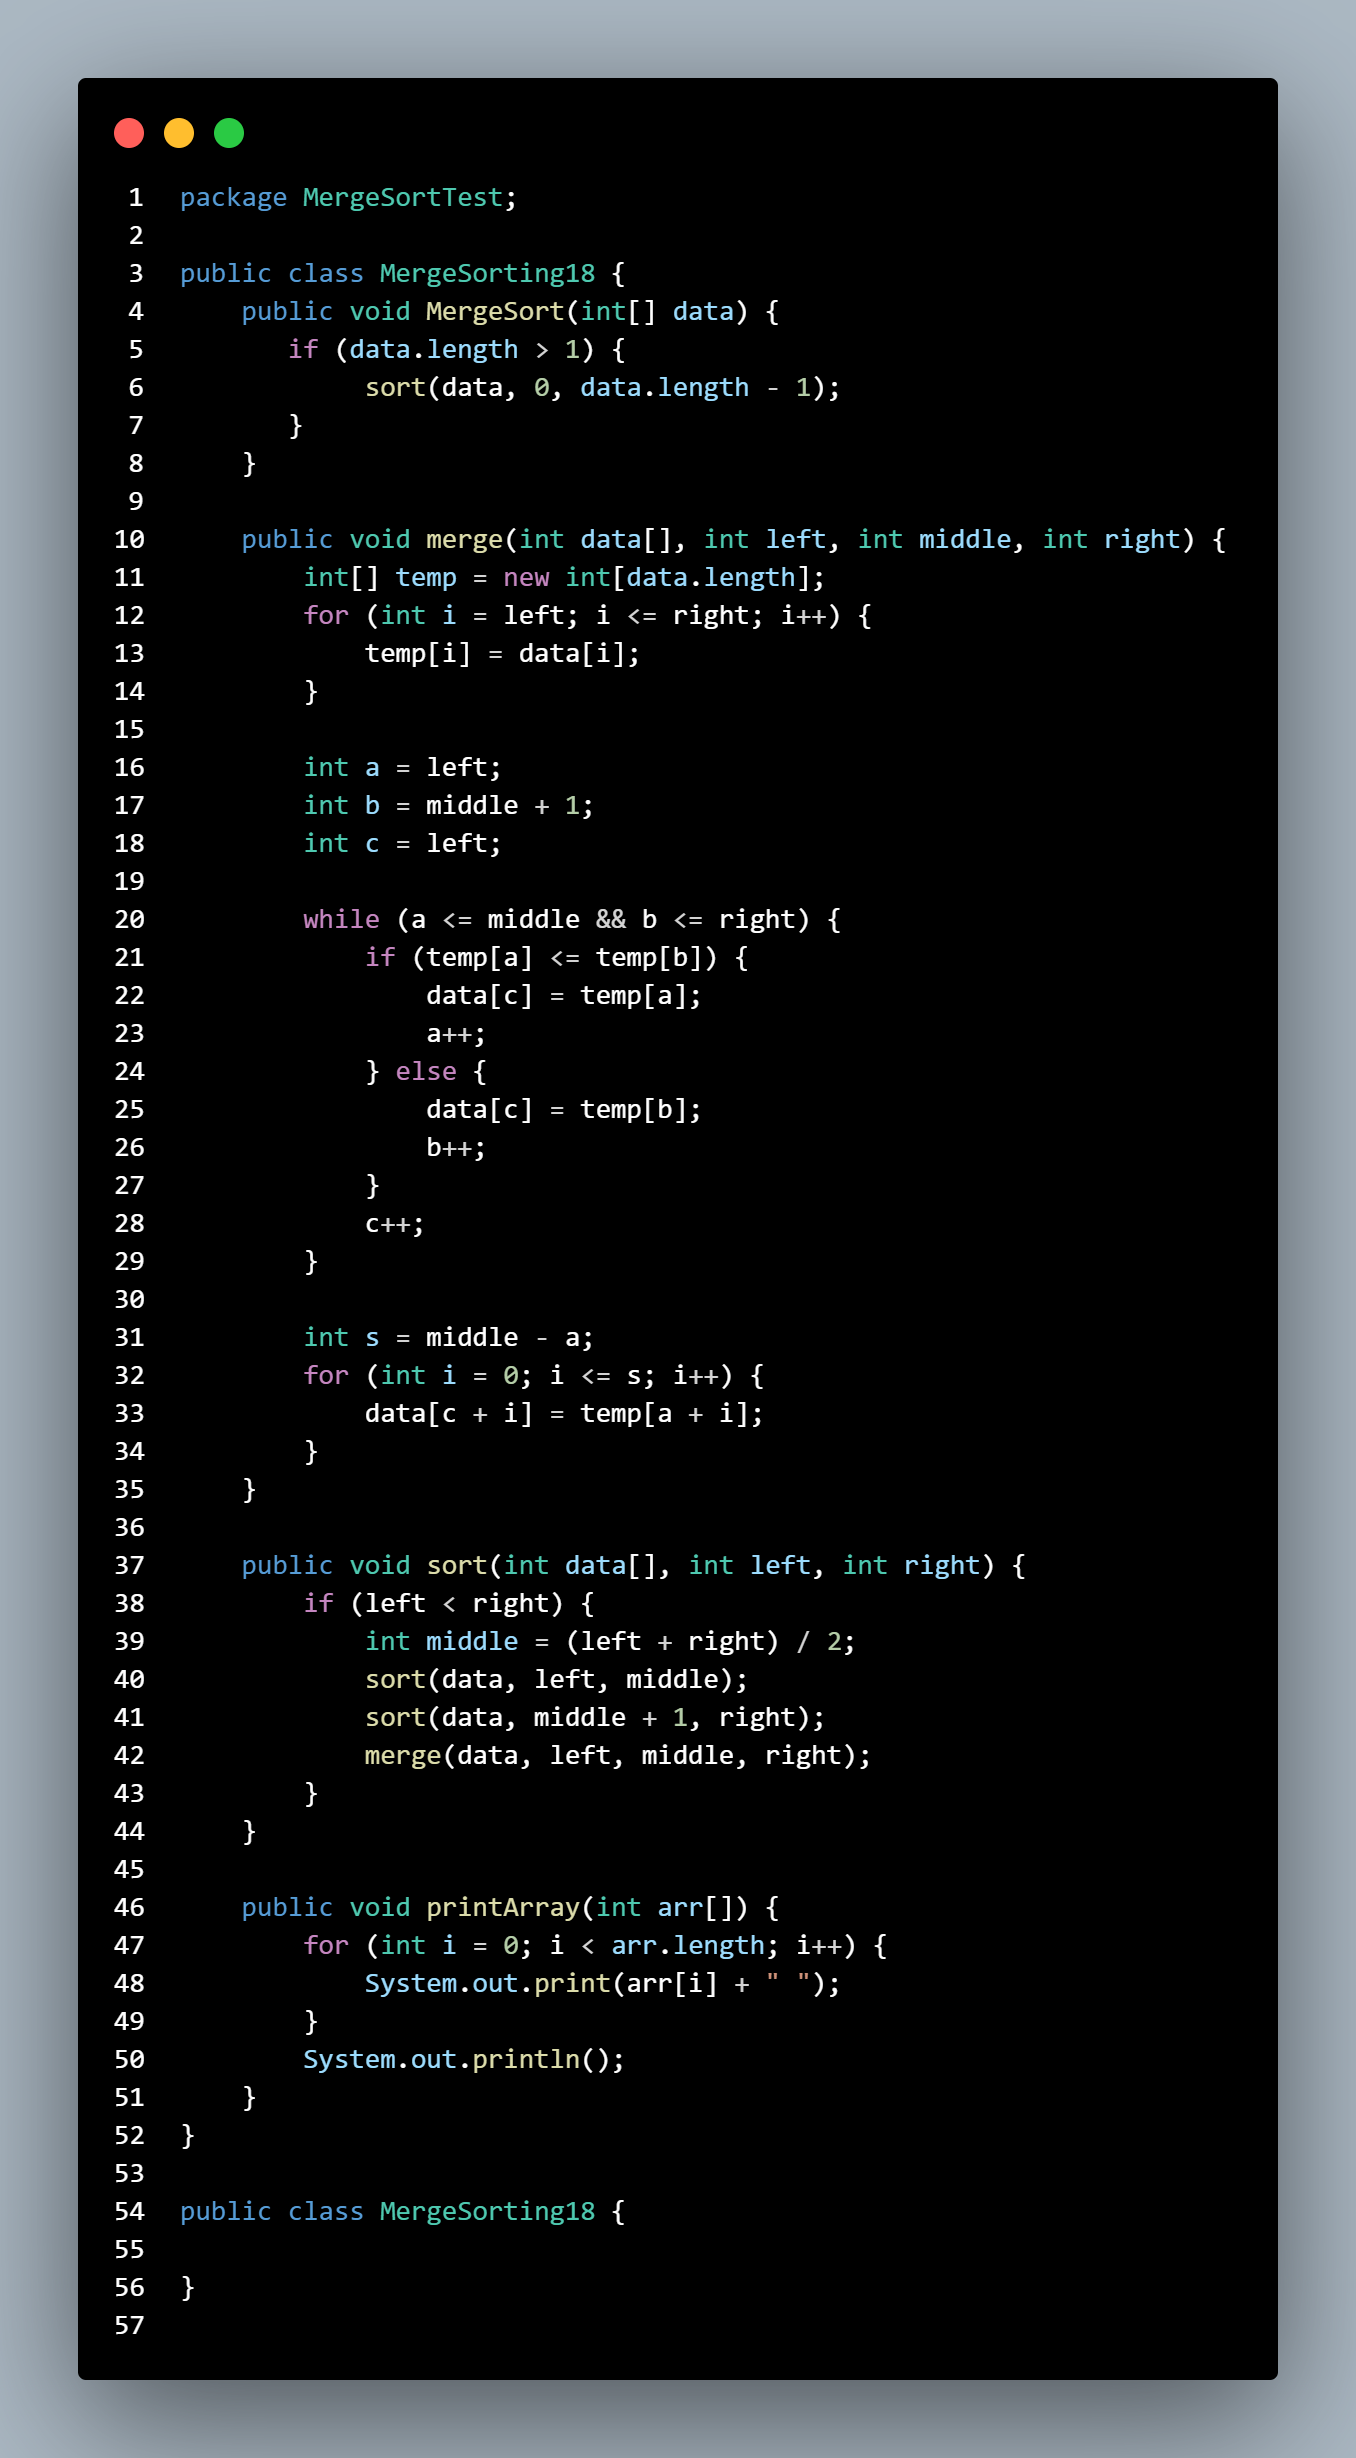 1 package MergeSortTest;
2
3 public class MergeSorting18 {
4     public void MergeSort(int[] data) {
5        if (data.length > 1) {
6             sort(data, 0, data.length - 1);
7        }
8     }
9
10     public void merge(int data[], int left, int middle, int right) {
11         int[] temp = new int[data.length];
12         for (int i = left; i <= right; i++) {
13             temp[i] = data[i];
14         }
15
16         int a = left;
17         int b = middle + 1;
18         int c = left;
19
20         while (a <= middle && b <= right) {
21             if (temp[a] <= temp[b]) {
22                 data[c] = temp[a];
23                 a++;
24             } else {
25                 data[c] = temp[b];
26                 b++;
27             }
28             c++;
29         }
30
31         int s = middle - a;
32         for (int i = 0; i <= s; i++) {
33             data[c + i] = temp[a + i];
34         }
35     }
36
37     public void sort(int data[], int left, int right) {
38         if (left < right) {
39             int middle = (left + right) / 2;
40             sort(data, left, middle);
41             sort(data, middle + 1, right);
42             merge(data, left, middle, right);
43         }
44     }
45
46     public void printArray(int arr[]) {
47         for (int i = 0; i < arr.length; i++) {
48             System.out.print(arr[i] + " ");
49         }
50         System.out.println();
51     }
52 }
53
54 public class MergeSorting18 {
55
56 }
57